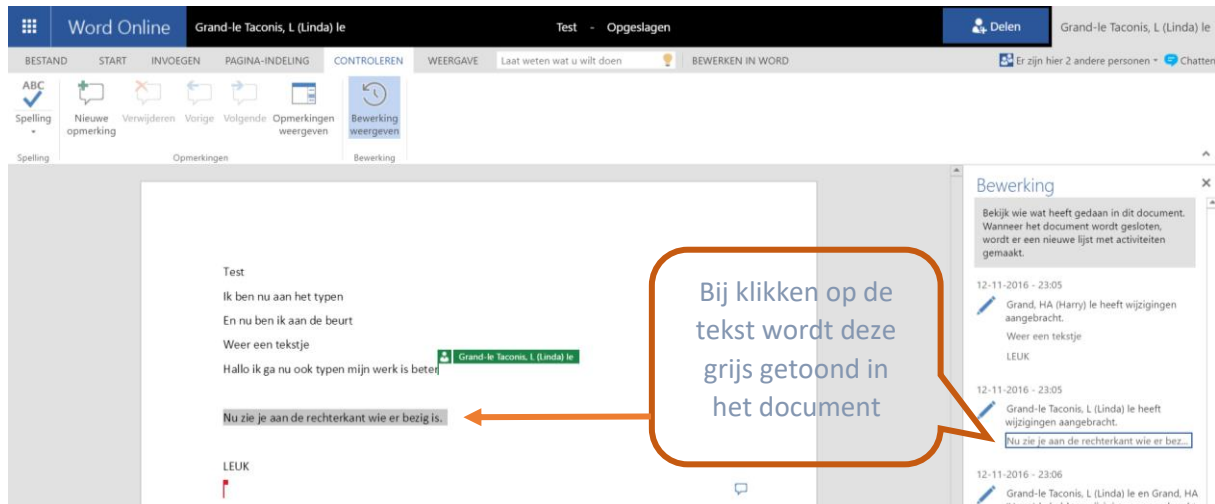 Word Online
Grand-le Taconis, L (Linda) le
Test - Opgeslagen
Delen
Grand-le Taconis, L (Linda) le
BESTAND START INVOEGEN PAGINA-INDELING CONTROLEREN WEERGAVE Laat weten wat u wilt doen BEWERKEN IN WORD
Er zijn hier 2 andere personen
Chatten
ABC
Spelling
Nieuwe
opmerking
Verwijderen
Vorige
Volgende
Opmerkingen
weergeven
Bewerking
weergeven
Spelling
Opmerkingen
Bewerking
Test
Ik ben nu aan het typen
En nu ben ik aan de beurt
Weer een tekstje
Grand-le Taconis, L (Linda) le
Hallo ik ga nu ook typen mijn werk is beter
Nu zie je aan de rechterkant wie er bezig is.
LEUK
Bij klikken op de
tekst wordt deze
grijs getoond in
het document
Bewerking
Bekijk wie wat heeft gedaan in dit document.
Wanneer het document wordt gesloten,
wordt er een nieuwe lijst met activiteiten
gemaakt.
12-11-2016 - 23:05
Grand, HA (Harry) le heeft wijzigingen
aangebracht.
Weer een tekstje
LEUK
12-11-2016 - 23:05
Grand-le Taconis, L (Linda) le heeft
wijzigingen aangebracht.
Nu zie je aan de rechterkant wie er bez...
12-11-2016 - 23:06
Grand-le Taconis, L (Linda) le en Grand, HA